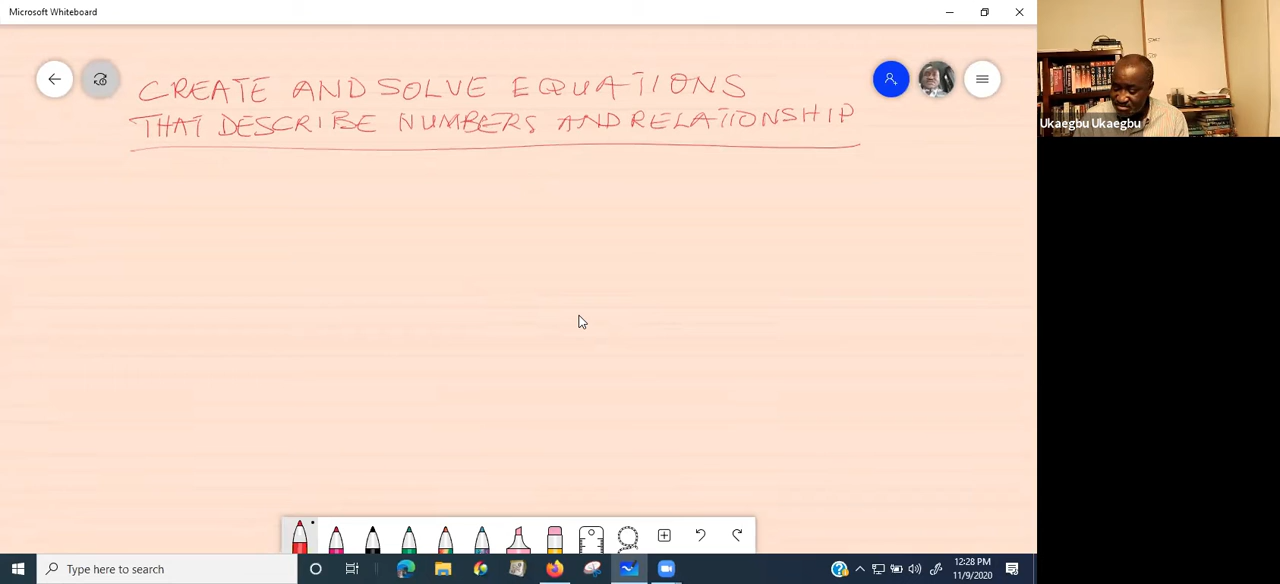 Microsoft Whiteboard
CREATE AND SOLVE EQUATIONS
THAT DESCRIBE NUMBERS AND RELATIONSHIP
Ukaegbu Ukaegbu
Type here to search
12:28 PM
11/9/2020